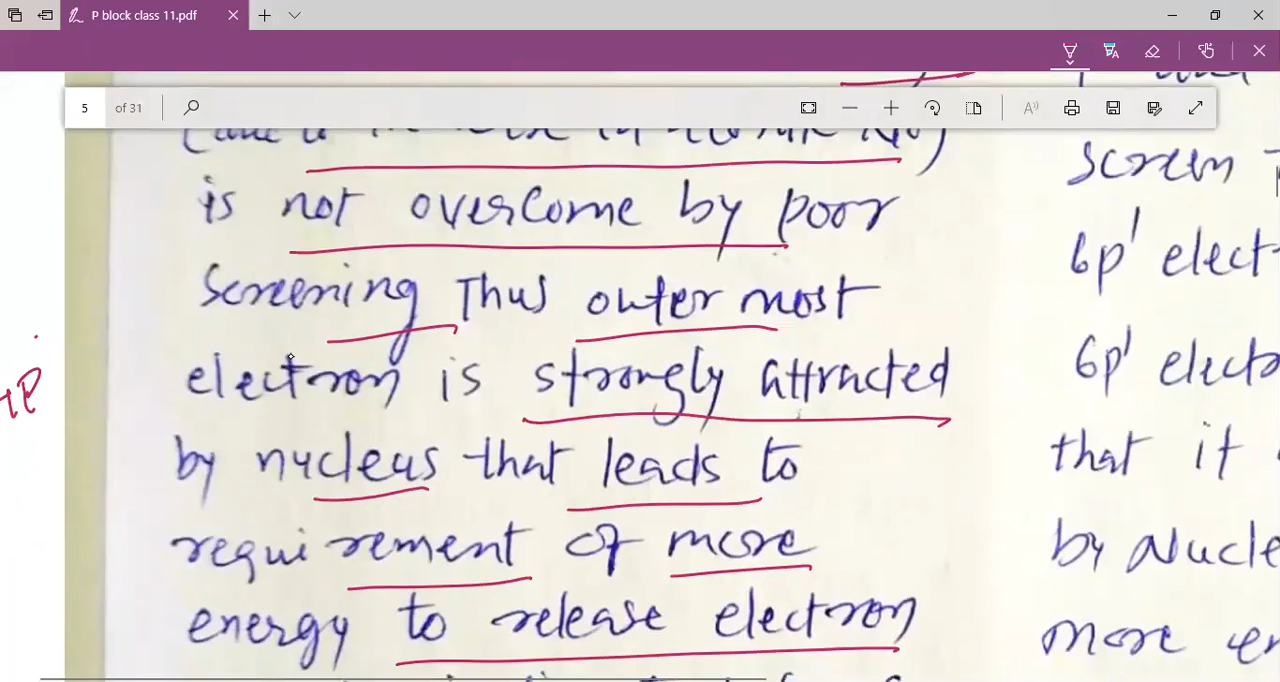 P block class 11.pdf
5 of 31
is not overcome by poor
screening Thus outer most
electron is strongly attracted
by nucleus that leads to
requirement of more
energy to release electron
screen
6p' elect
6p' electr
that it
by Nucle
more en